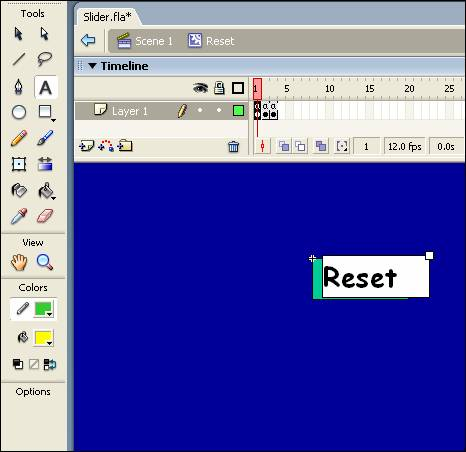 Tools
Slider.fla*
Scene 1
Reset
Timeline
1 5 10 15 20 25
Layer 1
1 12.0 fps 0.0s
A
Reset
View
Colors
Options